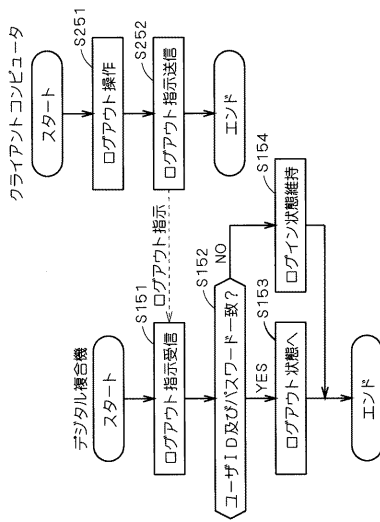 クライアントコンピュータ
スタート
S251
ログアウト操作
S252
ログアウト指示送信
エンド
ログアウト指示
デジタル複合機
スタート
S151
ログアウト指示受信
S152
ユーザID及びパスワード一致?
NO
YES
S154
ログイン状態維持
S153
ログアウト状態へ
エンド